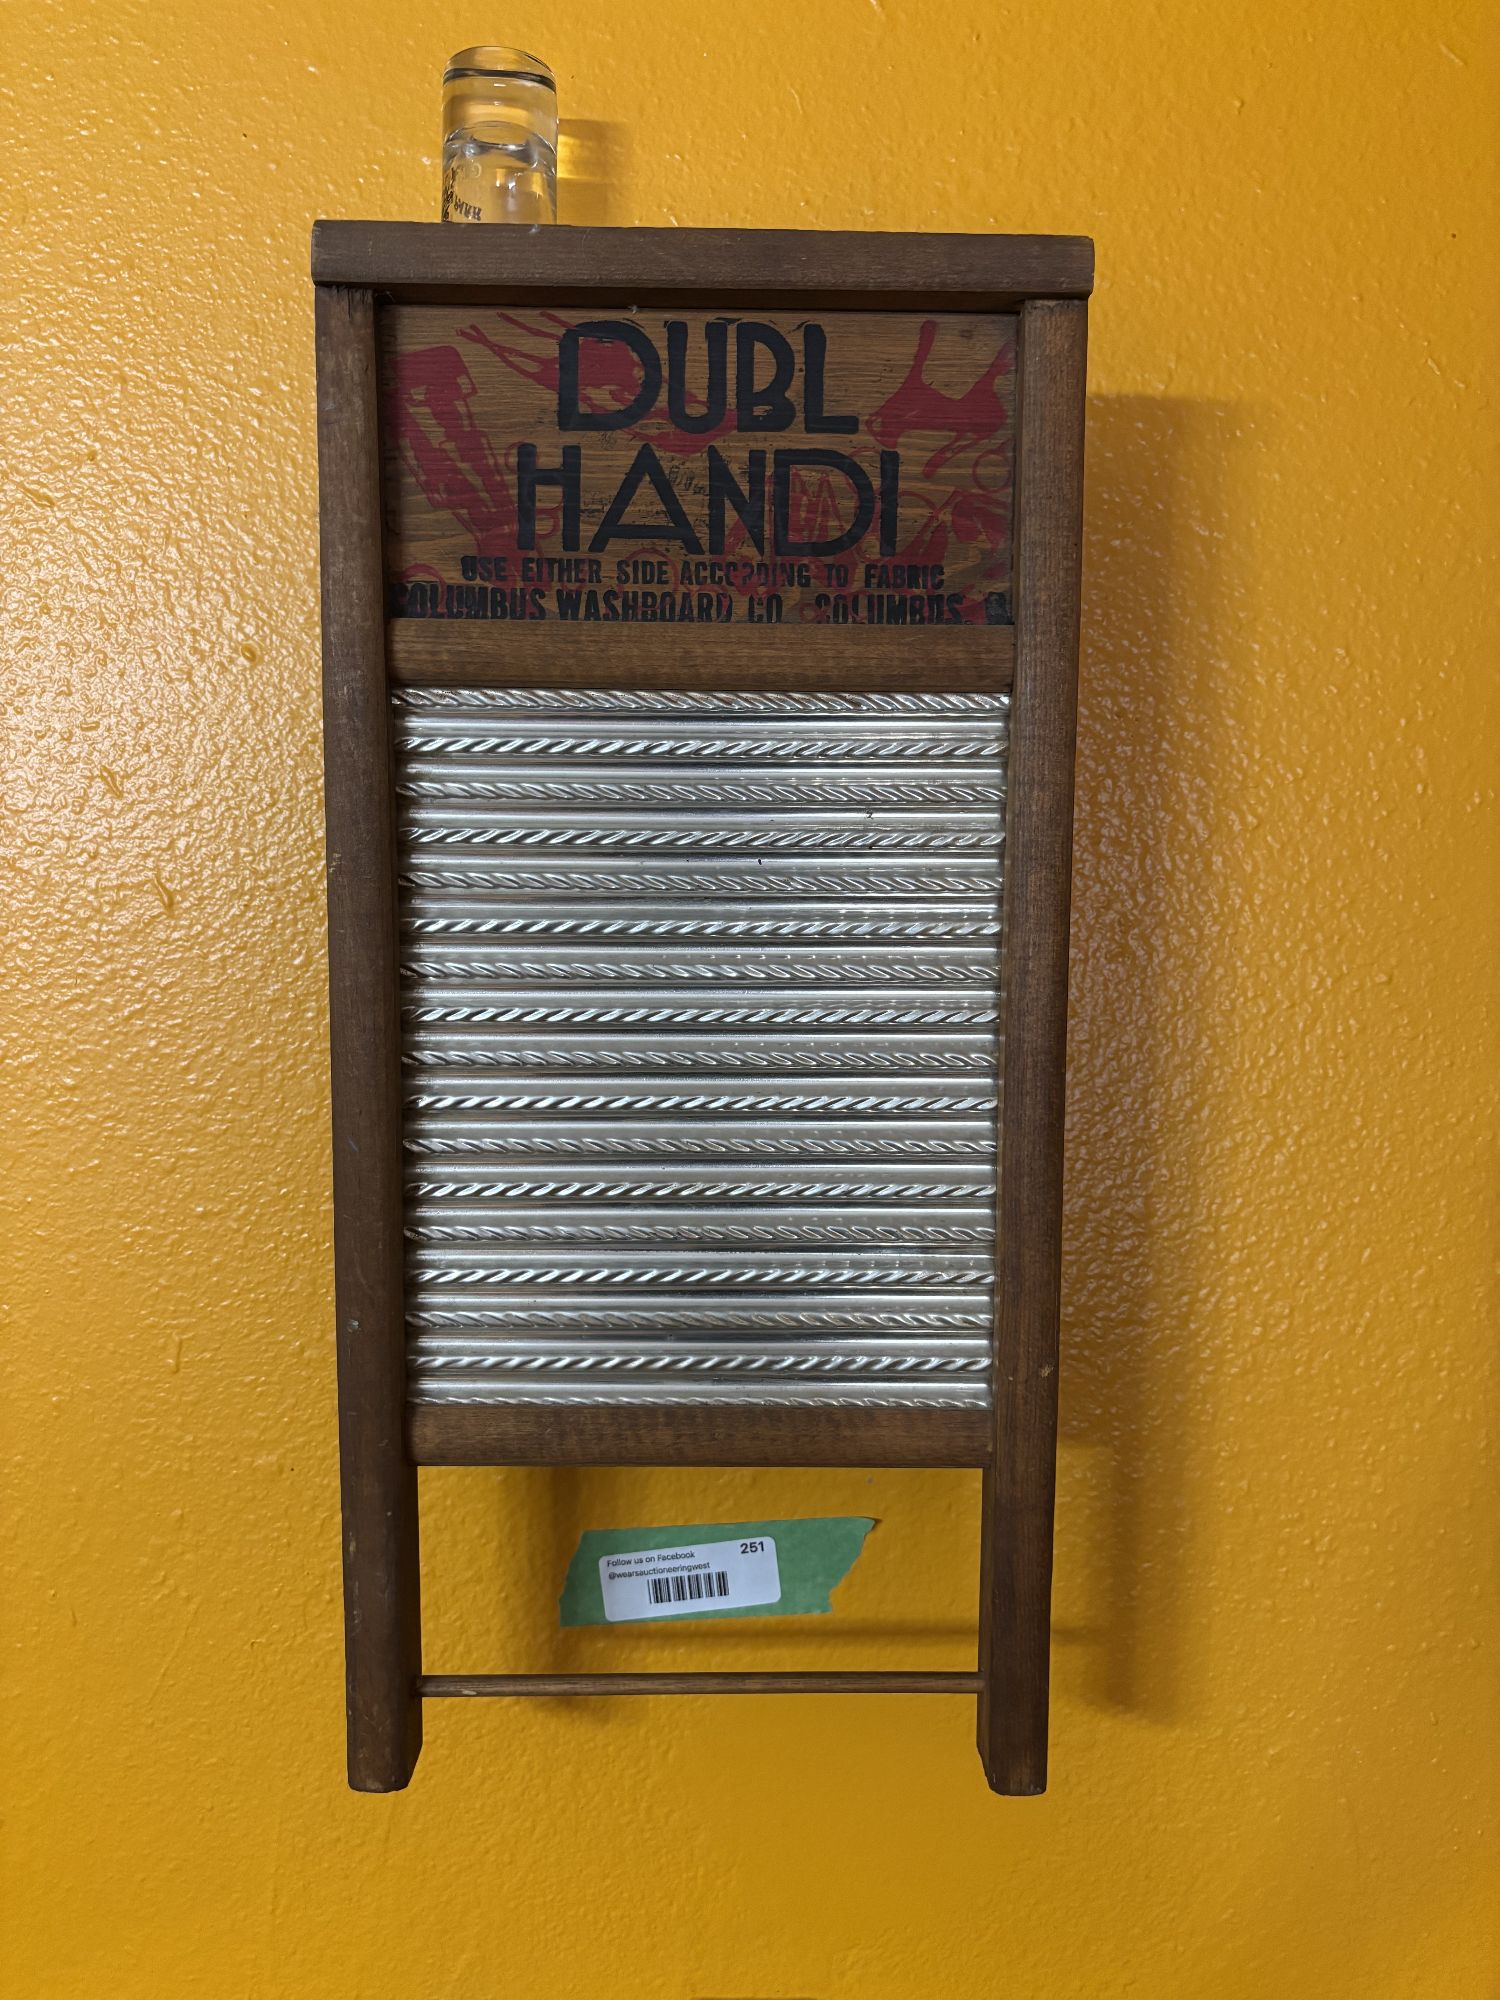 DUBL
HANDI
USE EITHER SIDE ACCORDING TO FABRIC
COLUMBUS WASHBOARD CO. COLUMBUS, O
Follow us on Facebook 251
@wearsauctioneeringwest